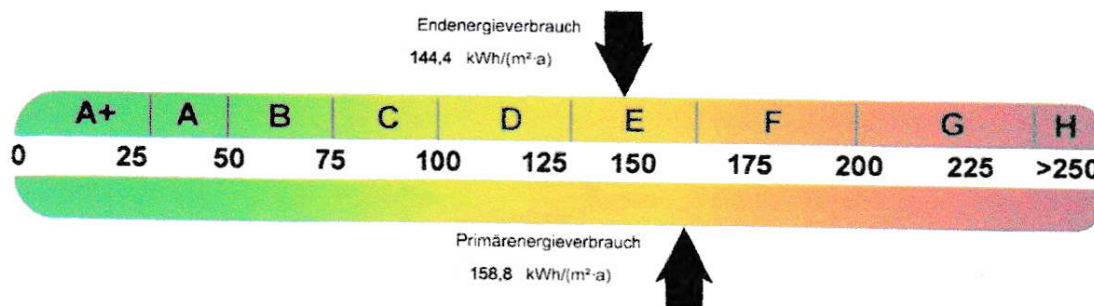 Endenergieverbrauch
144,4 kWh/(m²·a)
A+ A B C D E F G H
0 25 50 75 100 125 150 175 200 225 >250
Primärenergieverbrauch
158,8 kWh/(m²·a)